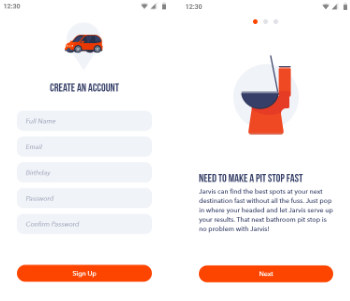 12:30
CREATE AN ACCOUNT
Full Name
Email
Birthday
Password
Confirm Password
Sign Up
12:30
NEED TO MAKE A PIT STOP FAST
Jarvis can find the best spots at your next
destination fast without all the fuss. Just pop
in where your headed and let Jarvis serve up
your results. That next bathroom pit stop is
no problem with Jarvis!
Next